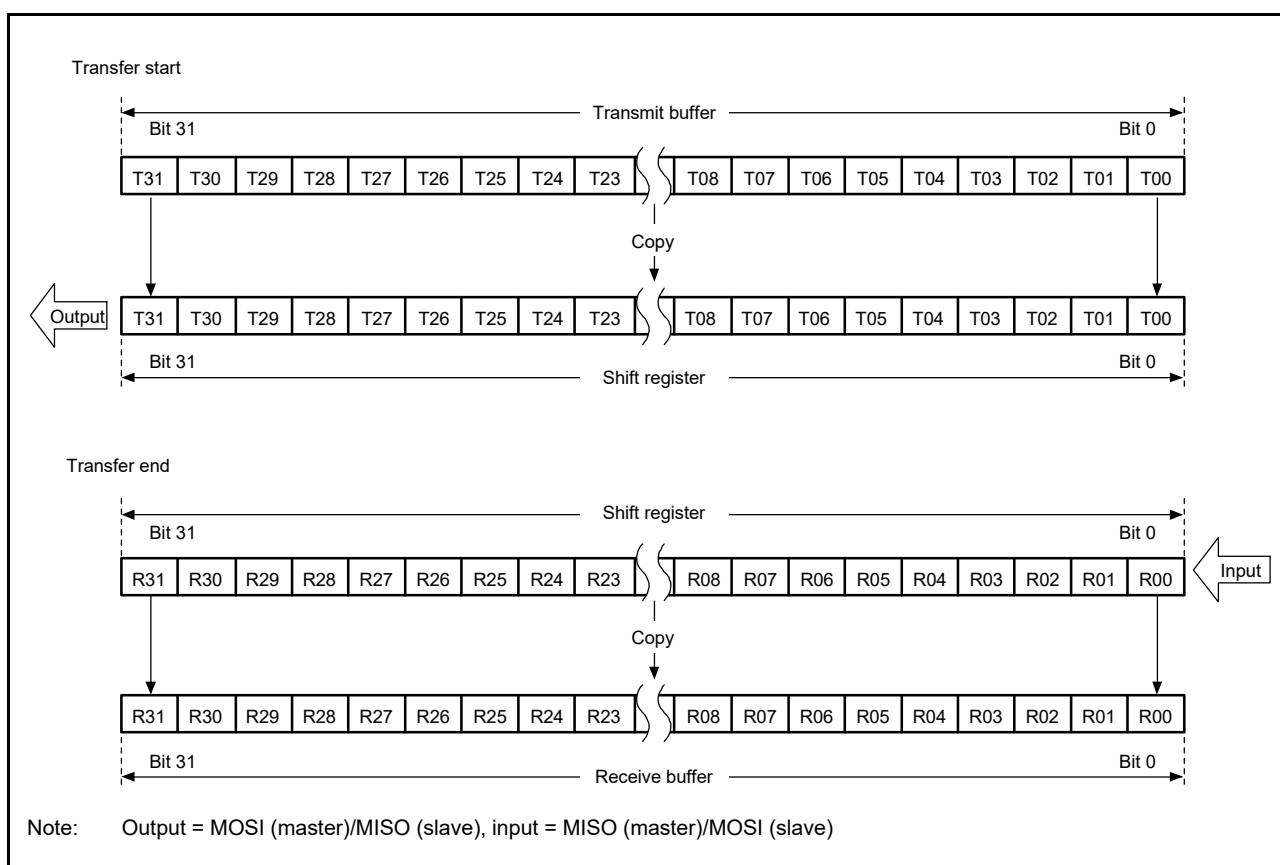 Transfer start
Transmit buffer
Bit 31 Bit 0
T31 T30 T29 T28 T27 T26 T25 T24 T23 T08 T07 T06 T05 T04 T03 T02 T01 T00
Copy
Output T31 T30 T29 T28 T27 T26 T25 T24 T23 T08 T07 T06 T05 T04 T03 T02 T01 T00
Bit 31 Bit 0
Shift register
Transfer end
Shift register
Bit 31 Bit 0
R31 R30 R29 R28 R27 R26 R25 R24 R23 R08 R07 R06 R05 R04 R03 R02 R01 R00 Input
Copy
R31 R30 R29 R28 R27 R26 R25 R24 R23 R08 R07 R06 R05 R04 R03 R02 R01 R00
Bit 31 Bit 0
Receive buffer
Note: Output = MOSI (master)/MISO (slave), input = MISO (master)/MOSI (slave)